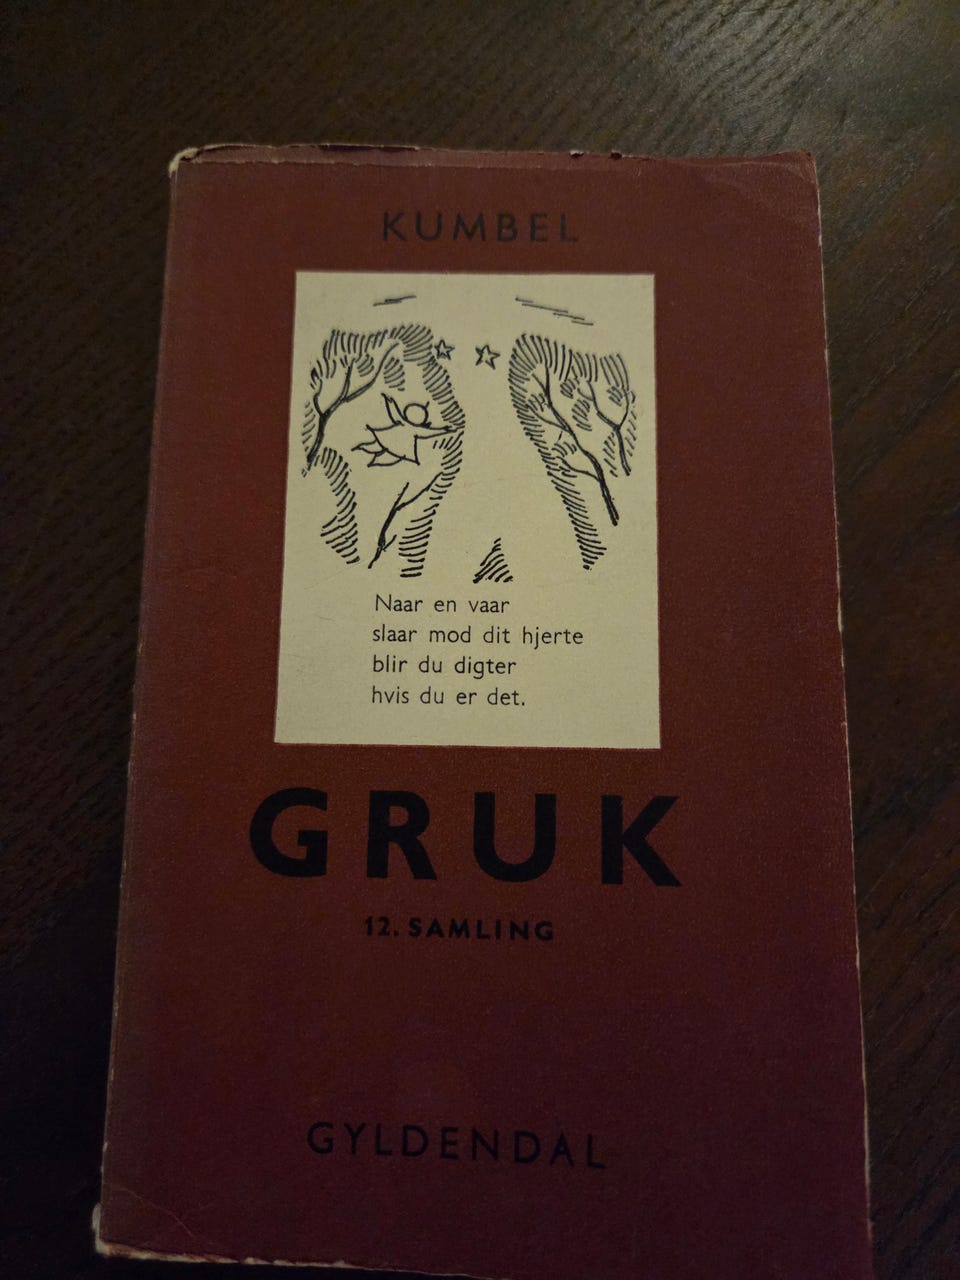 KUMBEL
Naar en vaar
slaar mod dit hjerte
blir du digter
hvis du er det.
GRUK
12. SAMLING
GYLDENDAL